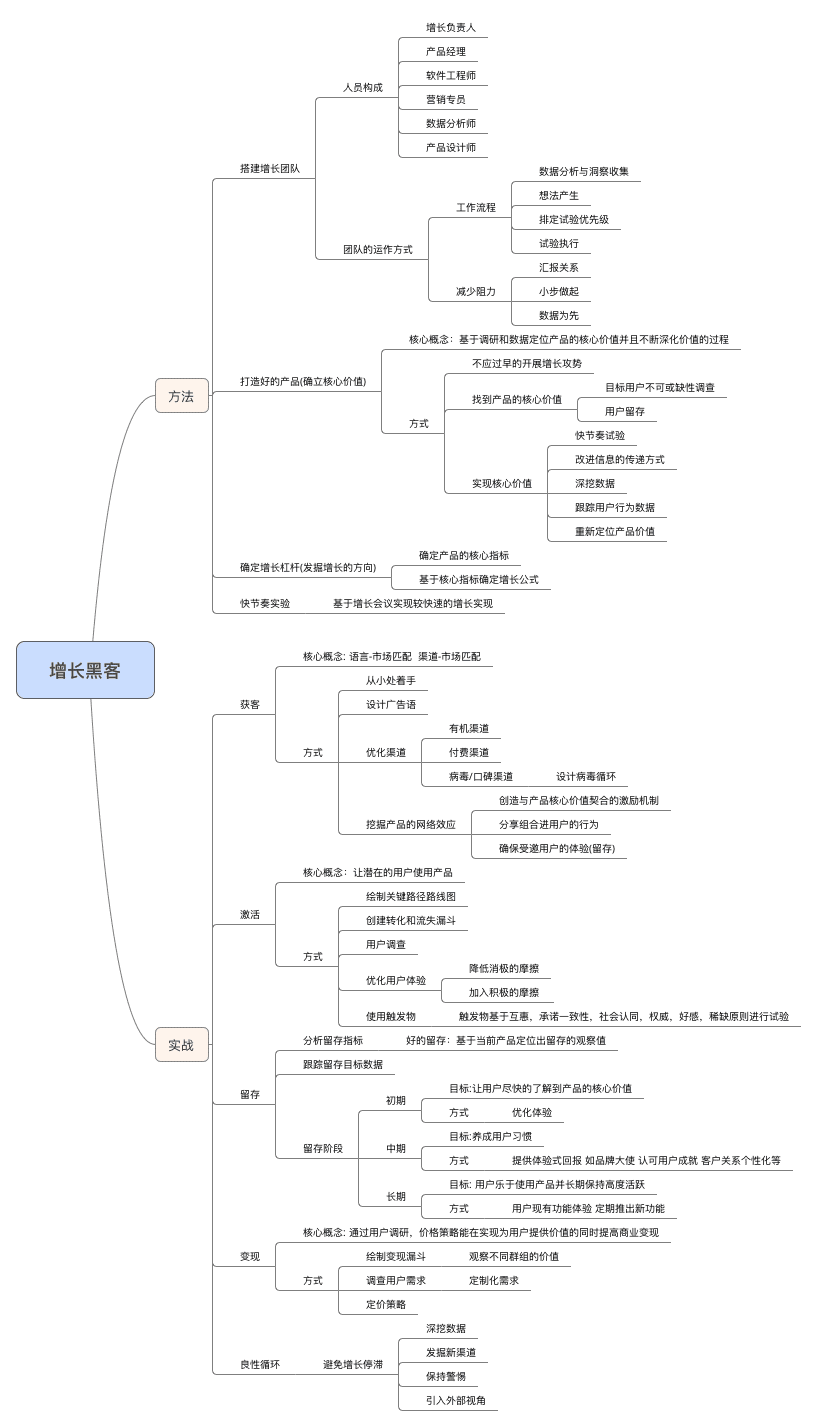 增长黑客
方法
搭建增长团队
人员构成
增长负责人
产品经理
软件工程师
营销专员
数据分析师
产品设计师
团队的运作方式
工作流程
数据分析与洞察收集
想法产生
排定试验优先级
试验执行
减少阻力
汇报关系
小步做起
数据为先
打造好的产品(确立核心价值)
核心概念：基于调研和数据定位产品的核心价值并且不断深化价值的过程
方式
不应过早的开展增长攻势
找到产品的核心价值
目标用户不可或缺性调查
用户留存
实现核心价值
快节奏试验
改进信息的传递方式
深挖数据
跟踪用户行为数据
重新定位产品价值
确定增长杠杆(发掘增长的方向)
确定产品的核心指标
基于核心指标确定增长公式
快节奏实验
基于增长会议实现较快速的增长实现
实战
获客
核心概念: 语言-市场匹配 渠道-市场匹配
方式
从小处着手
设计广告语
优化渠道
有机渠道
付费渠道
病毒/口碑渠道
设计病毒循环
挖掘产品的网络效应
创造与产品核心价值契合的激励机制
分享组合进用户的行为
确保受邀用户的体验(留存)
激活
核心概念：让潜在的用户使用产品
方式
绘制关键路径路线图
创建转化和流失漏斗
用户调查
优化用户体验
降低消极的摩擦
加入积极的摩擦
使用触发物
触发物基于互惠，承诺一致性，社会认同，权威，好感，稀缺原则进行试验
留存
分析留存指标
好的留存：基于当前产品定位出留存的观察值
跟踪留存目标数据
留存阶段
初期
目标:让用户尽快的了解到产品的核心价值
方式
优化体验
中期
目标:养成用户习惯
方式
提供体验式回报 如品牌大使 认可用户成就 客户关系个性化等
长期
目标: 用户乐于使用产品并长期保持高度活跃
方式
用户现有功能体验 定期推出新功能
变现
核心概念: 通过用户调研，价格策略能在实现为用户提供价值的同时提高商业变现
方式
绘制变现漏斗
观察不同群组的价值
调查用户需求
定制化需求
定价策略
良性循环
避免增长停滞
深挖数据
发掘新渠道
保持警惕
引入外部视角